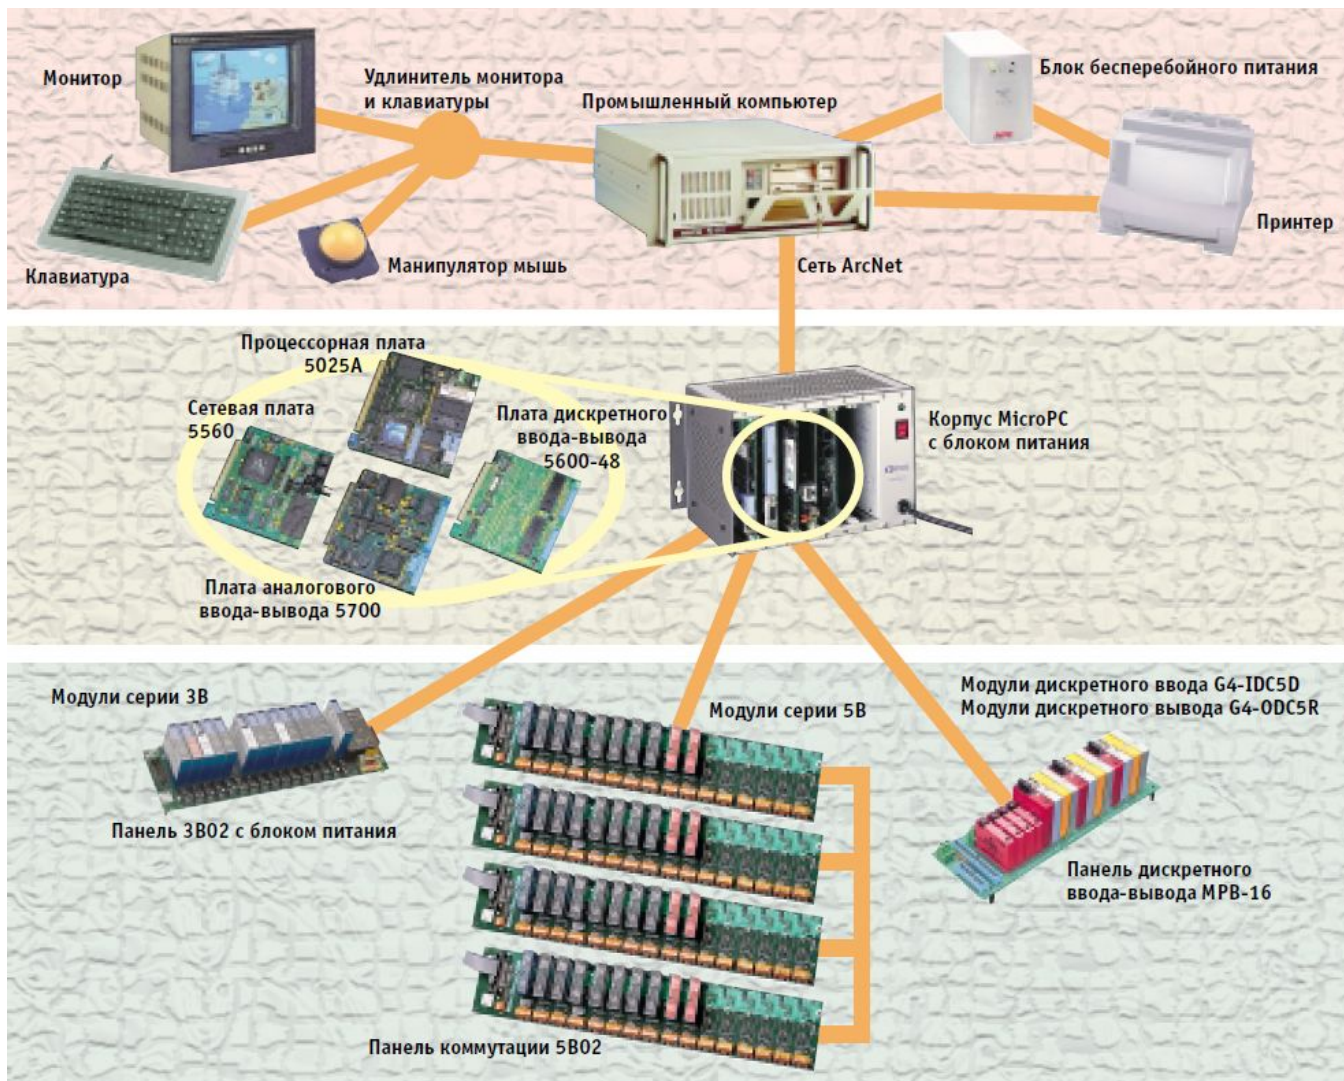 Монитор
Удлинитель монитора
и клавиатуры
Промышленный компьютер
Блок бесперебойного питания
APC
Принтер
Клавиатура
Манипулятор мышь
Сеть ArcNet
Процессорная плата
5025A
Сетевая плата
5560
Плата дискретного
ввода-вывода
5600-48
Корпус MicroPC
с блоком питания
Плата аналогового
ввода-вывода 5700
Модули серии 3B
Модули серии 5B
Модули дискретного ввода G4-IDC5D
Модули дискретного вывода G4-ODC5R
Панель 3B02 с блоком питания
Панель дискретного
ввода-вывода MPB-16
Панель коммутации 5B02